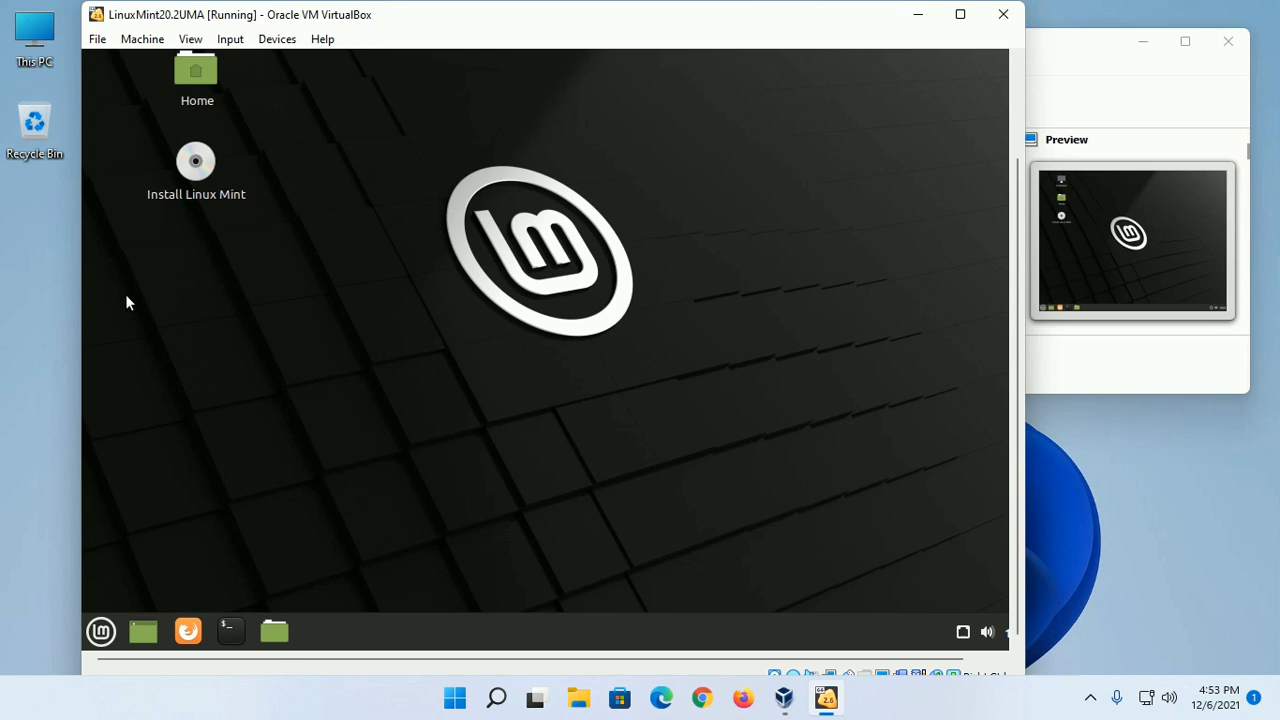 LinuxMint20.2UMA [Running] - Oracle VM VirtualBox
File Machine View Input Devices Help
This PC
Recycle Bin
Home
Install Linux Mint
Preview
4:53 PM
12/6/2021
1